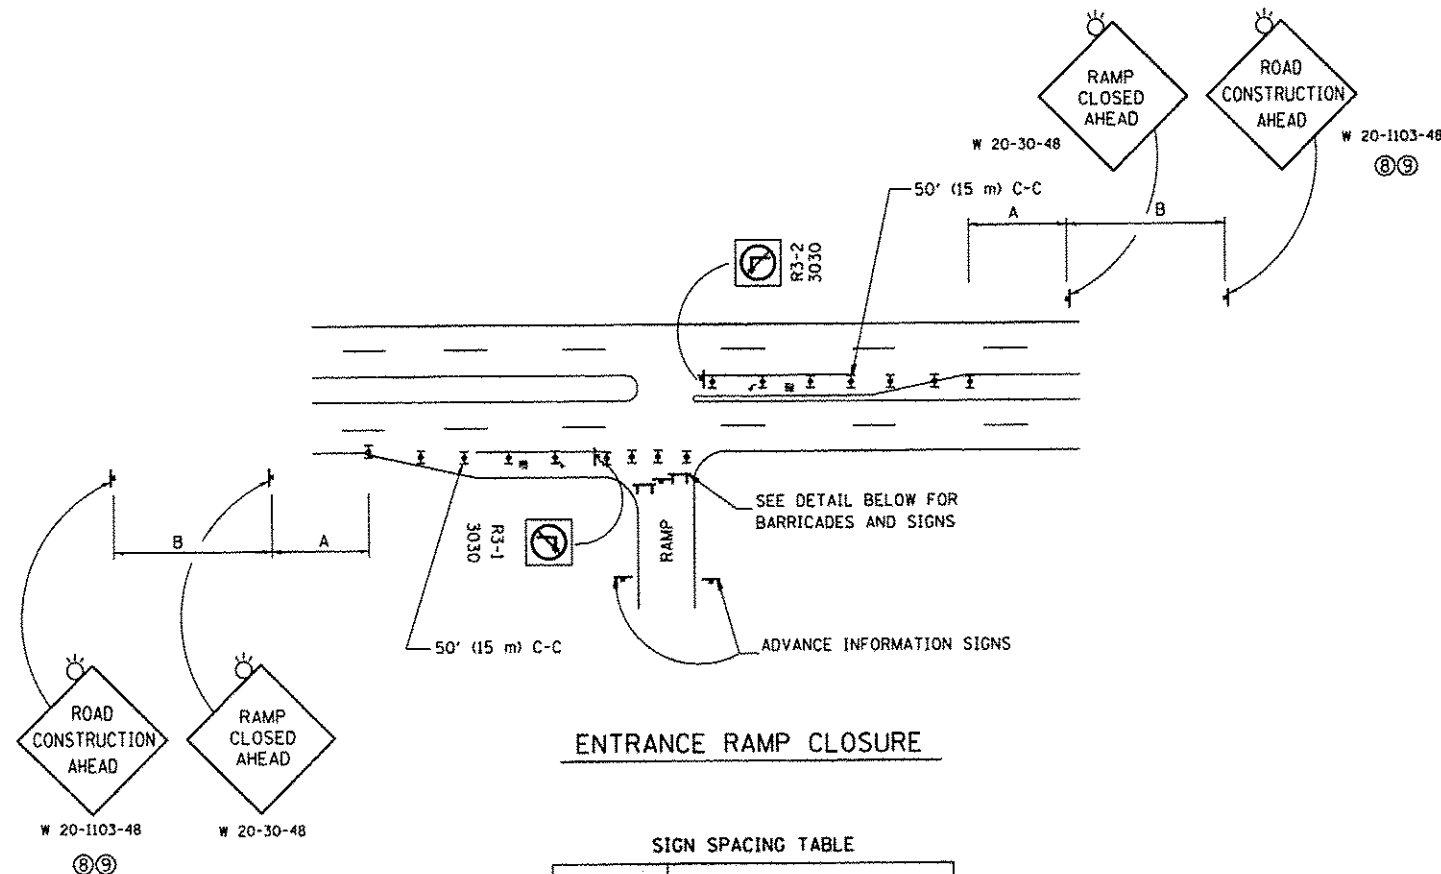 RAMP
CLOSED
AHEAD
W 20-30-48
ROAD
CONSTRUCTION
AHEAD
W 20-1103-48
⑧⑨
50' (15 m) C-C
A
B
R3-2
3030
SEE DETAIL BELOW FOR
BARRICADES AND SIGNS
RAMP
R3-1
3030
B
A
50' (15 m) C-C
ADVANCE INFORMATION SIGNS
ROAD
CONSTRUCTION
AHEAD
W 20-1103-48
⑧⑨
RAMP
CLOSED
AHEAD
W 20-30-48
ENTRANCE RAMP CLOSURE
SIGN SPACING TABLE